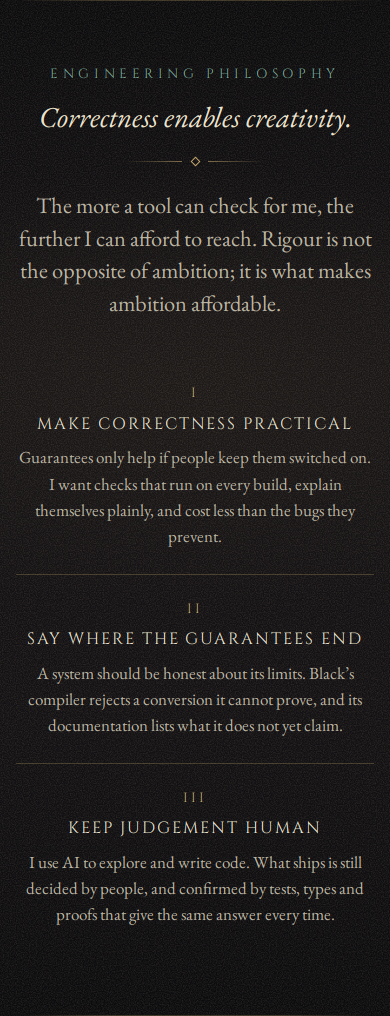 ENGINEERING PHILOSOPHY
Correctness enables creativity.
The more a tool can check for me, the
further I can afford to reach. Rigour is not
the opposite of ambition; it is what makes
ambition affordable.
I
MAKE CORRECTNESS PRACTICAL
Guarantees only help if people keep them switched on.
I want checks that run on every build, explain
themselves plainly, and cost less than the bugs they
prevent.
II
SAY WHERE THE GUARANTEES END
A system should be honest about its limits. Black’s
compiler rejects a conversion it cannot prove, and its
documentation lists what it does not yet claim.
III
KEEP JUDGEMENT HUMAN
I use AI to explore and write code. What ships is still
decided by people, and confirmed by tests, types and
proofs that give the same answer every time.